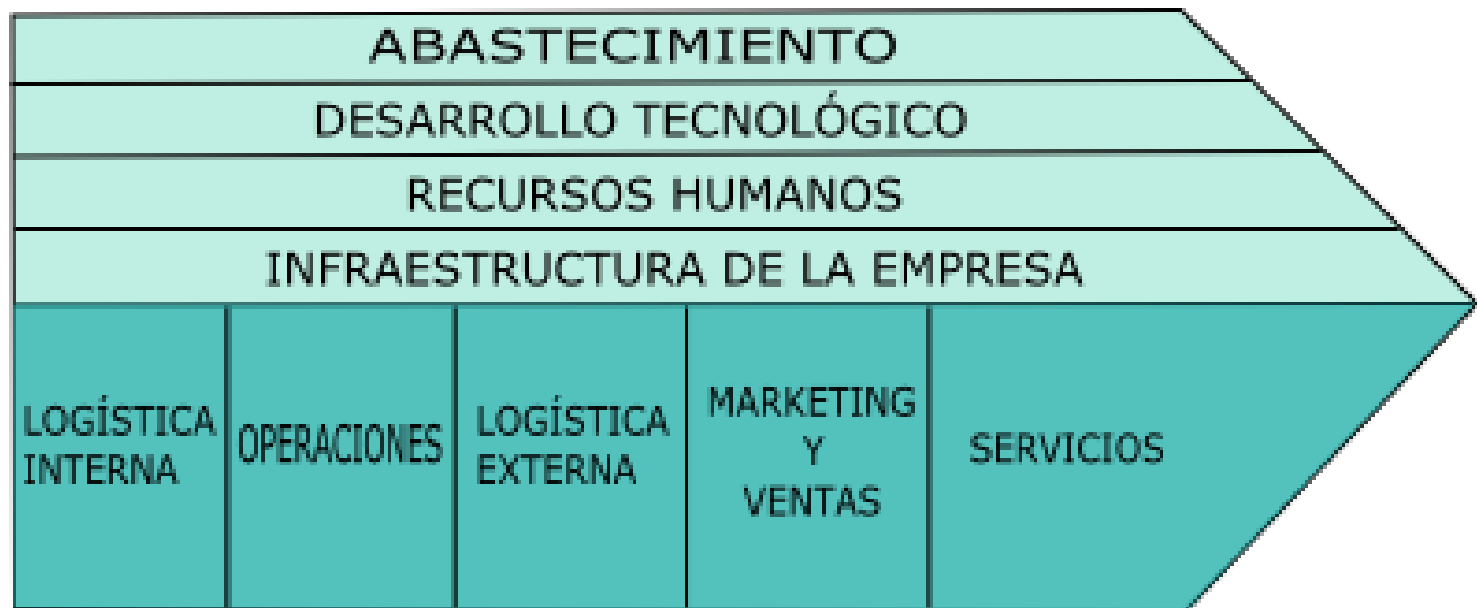 ABASTECIMIENTO
DESARROLLO TECNOLÓGICO
RECURSOS HUMANOS
INFRAESTRUCTURA DE LA EMPRESA
LOGÍSTICA
INTERNA
OPERACIONES
LOGÍSTICA
EXTERNA
MARKETING
Y
VENTAS
SERVICIOS